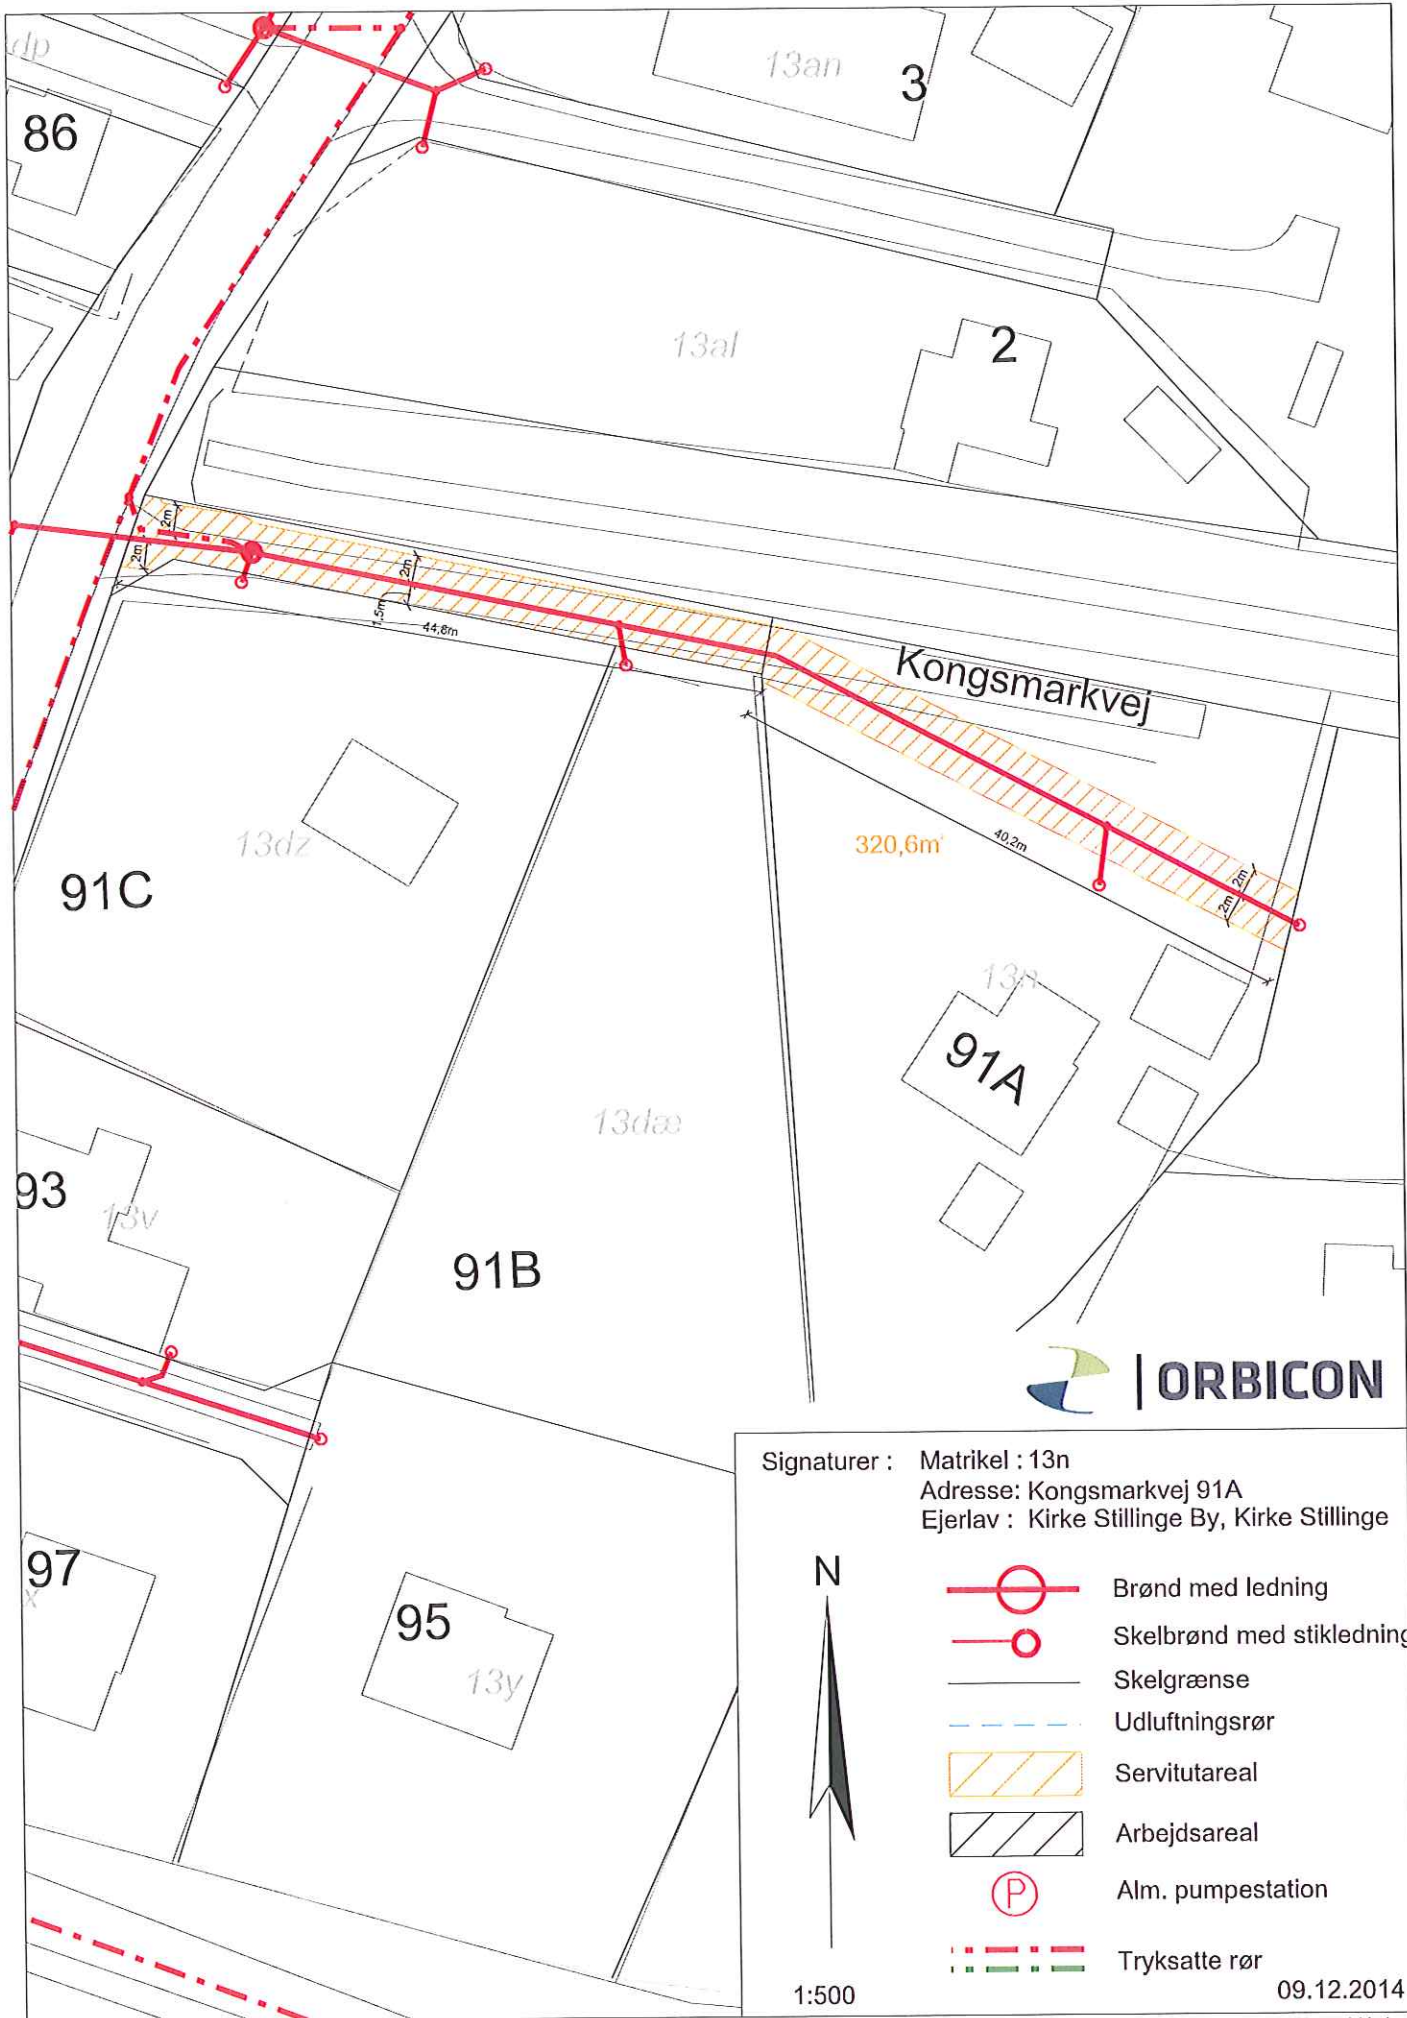 dp
13an
3
86
13al
2
2m
2m
2m
1,5m
44,8m
Kongsmarkvej
13dz
91C
320,6m²
40,2m
2m
2m
13n
91A
13dæ
93
13v
91B
ORBICON
Signaturer : Matrikel : 13n
Adresse: Kongsmarkvej 91A
Ejerlav : Kirke Stillinge By, Kirke Stillinge
97
x
95
13y
N
Brønd med ledning
Skelbrønd med stikledning
Skelgrænse
Udluftningsrør
Servitutareal
Arbejdsareal
P
Alm. pumpestation
Tryksatte rør
1:500
09.12.2014